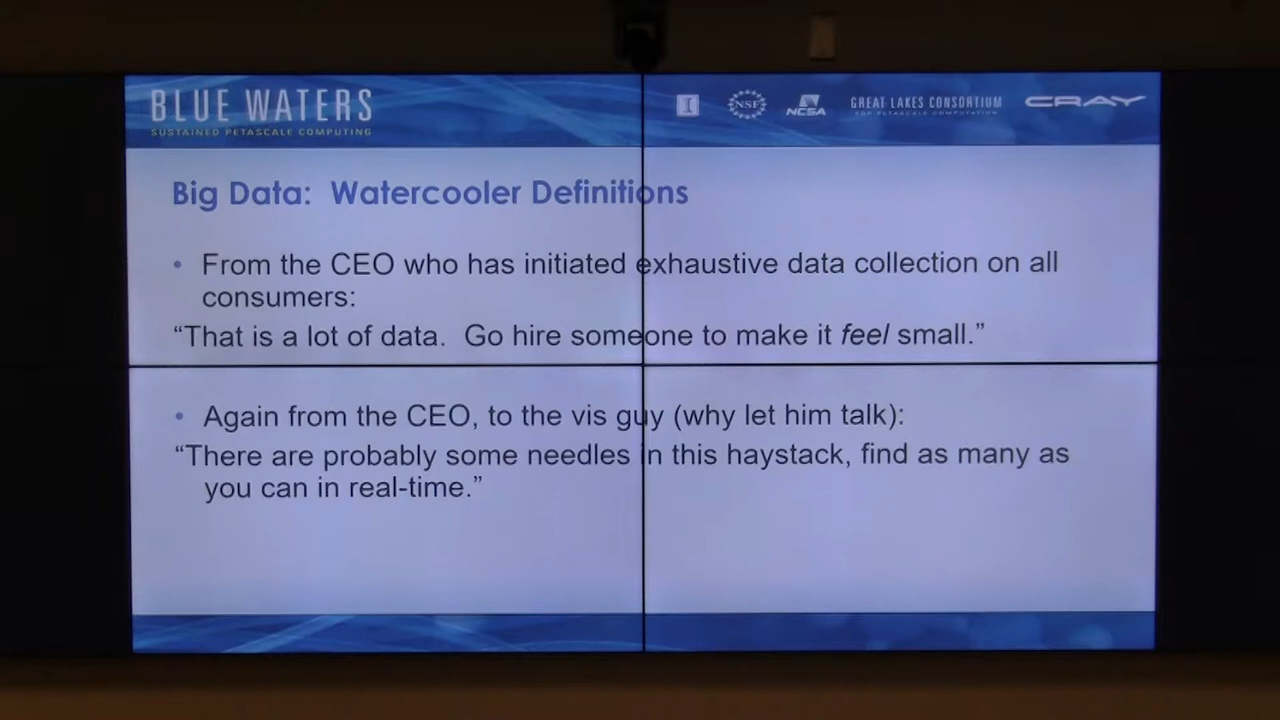 BLUE WATERS
SUSTAINED PETASCALE COMPUTING
I
NSF
NCSA
GREAT LAKES CONSORTIUM
FOR PETASCALE COMPUTATION
CRAY
Big Data:  Watercooler Definitions
• From the CEO who has initiated exhaustive data collection on all
consumers:
“That is a lot of data.  Go hire someone to make it feel small.”
• Again from the CEO, to the vis guy (why let him talk):
“There are probably some needles in this haystack, find as many as
you can in real-time.”